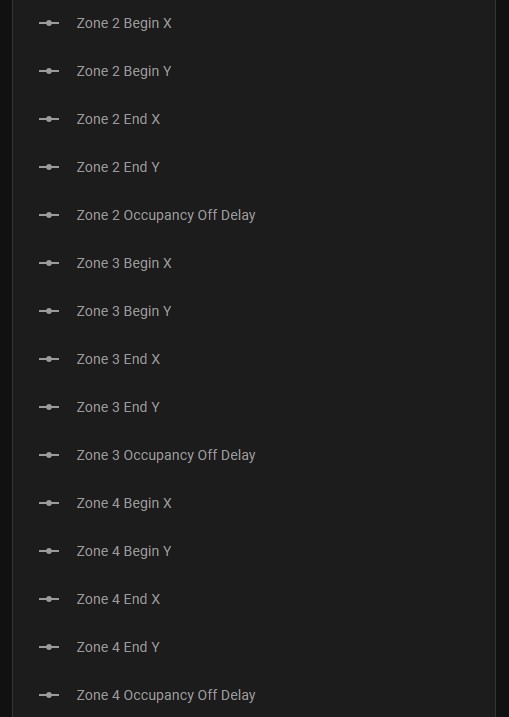 Zone 2 Begin X
Zone 2 Begin Y
Zone 2 End X
Zone 2 End Y
Zone 2 Occupancy Off Delay
Zone 3 Begin X
Zone 3 Begin Y
Zone 3 End X
Zone 3 End Y
Zone 3 Occupancy Off Delay
Zone 4 Begin X
Zone 4 Begin Y
Zone 4 End X
Zone 4 End Y
Zone 4 Occupancy Off Delay